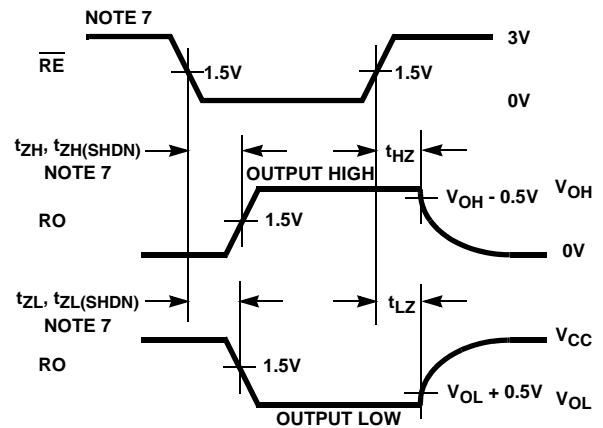 NOTE 7
RE
1.5V
1.5V
3V
0V
tZH, tZH(SHDN)
NOTE 7
tHZ
OUTPUT HIGH
VOH - 0.5V
VOH
RO
1.5V
0V
tZL, tZL(SHDN)
NOTE 7
tLZ
VCC
RO
1.5V
VOL + 0.5V
VOL
OUTPUT LOW